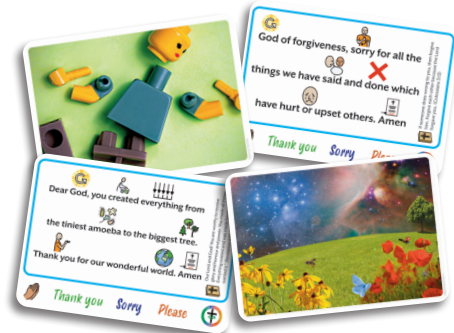 God of forgiveness, sorry for all the
things we have said and done which
have hurt or upset others. Amen
Thank you Sorry Please
Dear God, you created everything from
the tiniest amoeba to the biggest tree.
Thank you for our wonderful world. Amen
Thank you Sorry Please